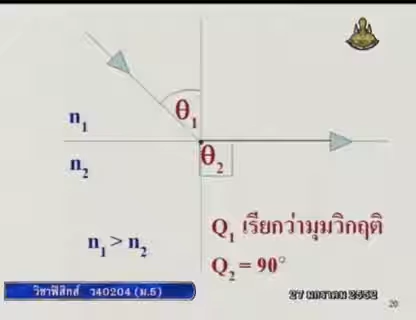 θ1
n1
θ2
n2
Q1 เรียกว่ามุมวิกฤติ
n1 > n2
Q2 = 90°
วิชาฟิสิกส์ ว40204 (ม.5)
27 มกราคม 2552
20